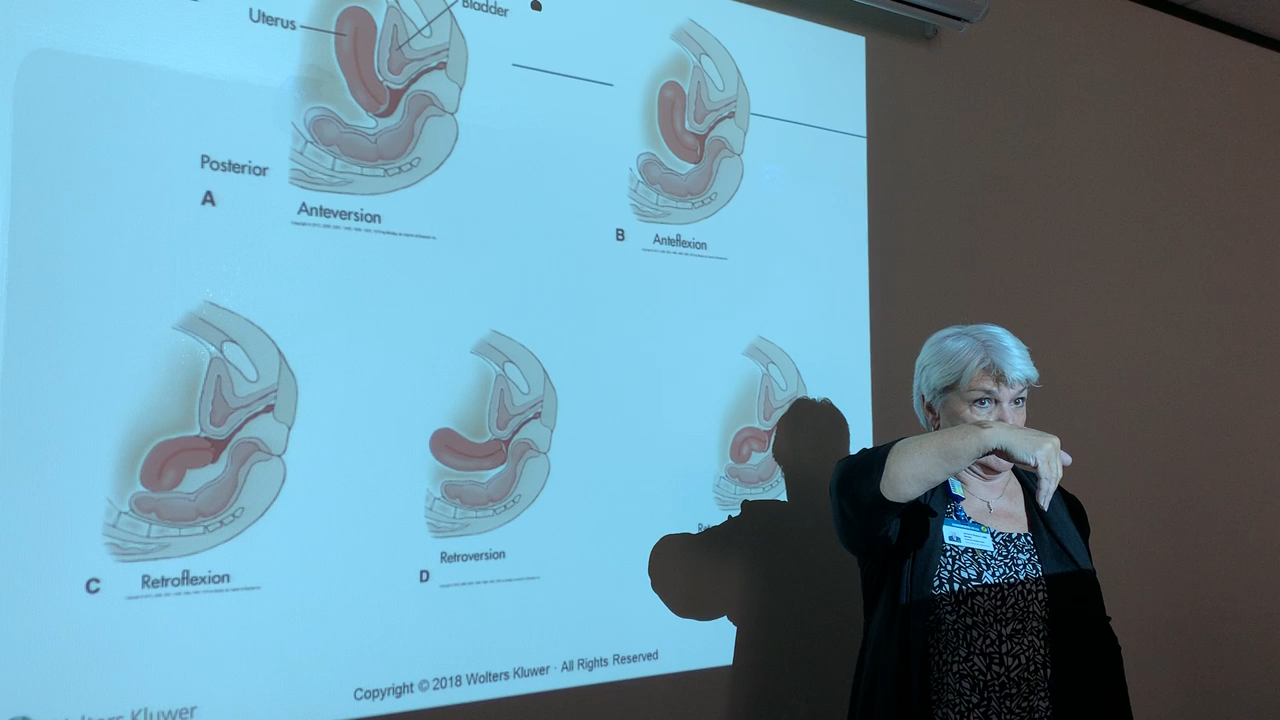 Uterus
Bladder
Posterior
A
Anteversion
B
Anteflexion
C
Retroflexion
D
Retroversion
Copyright © 2018 Wolters Kluwer · All Rights Reserved
Wolters Kluwer